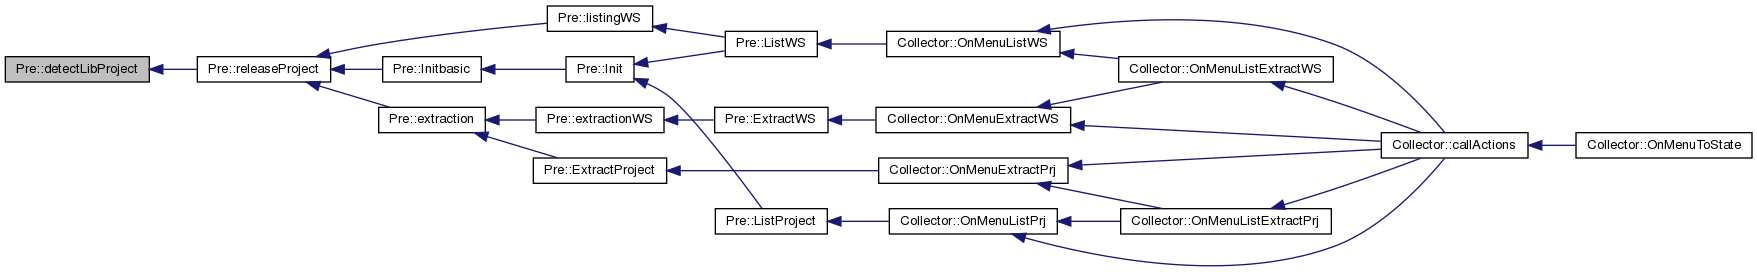 Pre::detectLibProject
Pre::releaseProject
Pre::listingWS
Pre::Initbasic
Pre::extraction
Pre::Init
Pre::extractionWS
Pre::ExtractProject
Pre::ListWS
Pre::ExtractWS
Pre::ListProject
Collector::OnMenuListWS
Collector::OnMenuExtractWS
Collector::OnMenuExtractPrj
Collector::OnMenuListPrj
Collector::OnMenuListExtractWS
Collector::OnMenuListExtractPrj
Collector::callActions
Collector::OnMenuToState